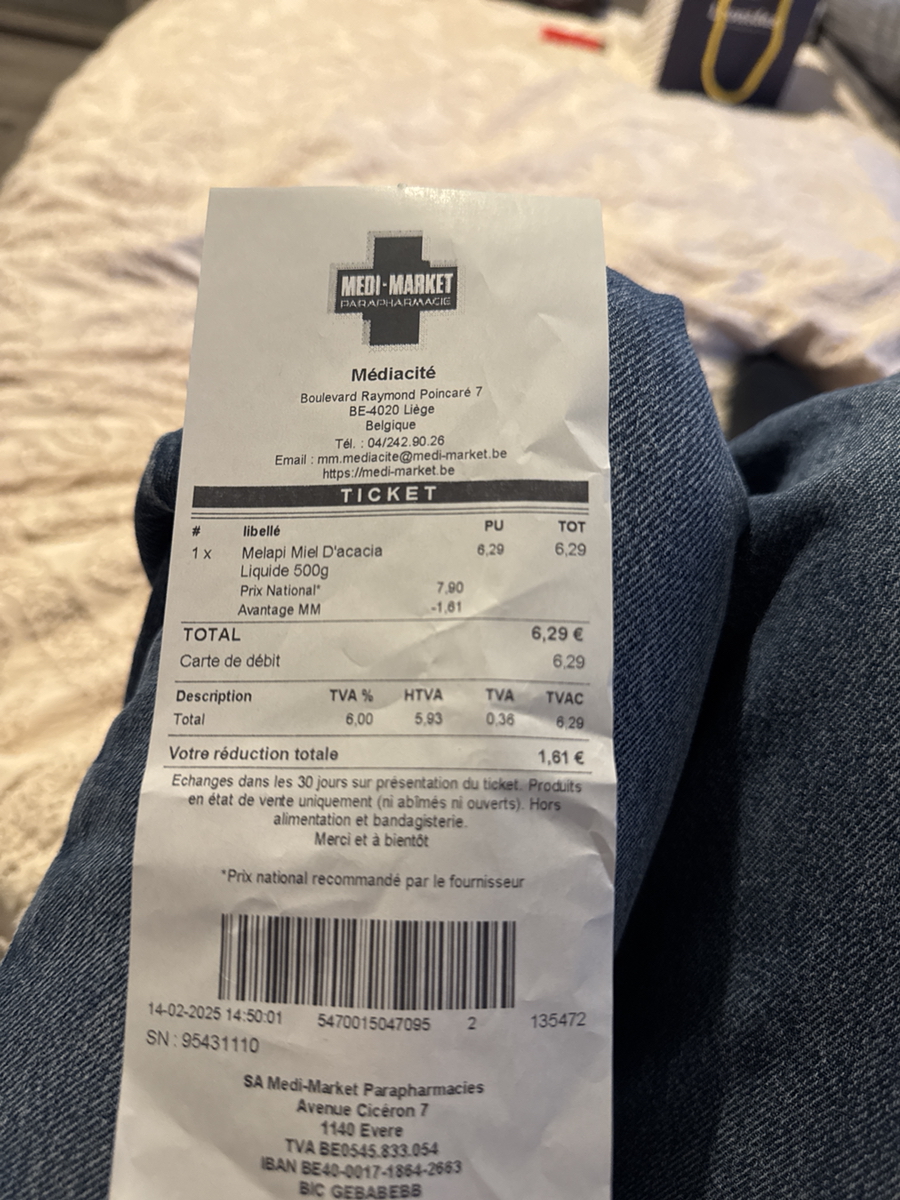 MEDI-MARKET
PARAPHARMACIE
Médiacité
Boulevard Raymond Poincaré 7
BE-4020 Liège
Belgique
Tél. : 04/242.90.26
Email : mm.mediacite@medi-market.be
https://medi-market.be
TICKET
# libellé PU TOT
1 x Melapi Miel D'acacia 6,29 6,29
Liquide 500g
Prix National* 7,90
Avantage MM -1,61
TOTAL 6,29 €
Carte de débit 6,29
Description TVA % HTVA TVA TVAC
Total 6,00 5,93 0,36 6,29
Votre réduction totale 1,61 €
Echanges dans les 30 jours sur présentation du ticket. Produits
en état de vente uniquement (ni abîmés ni ouverts). Hors
alimentation et bandagisterie.
Merci et à bientôt
*Prix national recommandé par le fournisseur
14-02-2025 14:50:01 5470015047095 2 135472
SN : 95431110
SA Medi-Market Parapharmacies
Avenue Cicéron 7
1140 Evere
TVA BE0545.833.054
IBAN BE40-0017-1864-2663
BIC GEBABEBB